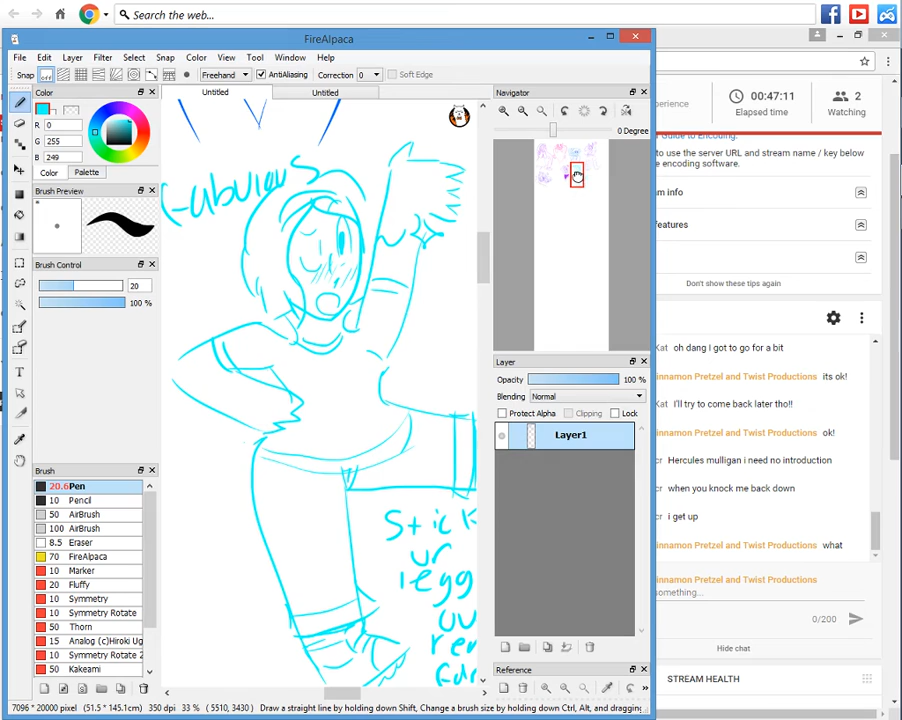 Search the web...
FireAlpaca
File Edit Layer Filter Select Snap Color View Tool Window Help
Snap off Freehand AntiAliasing Correction 0 Soft Edge
Color
R 0
G 255
B 249
Color Palette
Brush Preview
Brush Control
20
100 %
Brush
20.6 Pen
10 Pencil
50 AirBrush
100 AirBrush
8.5 Eraser
70 FireAlpaca
10 Marker
20 Fluffy
10 Symmetry
10 Symmetry Rotate
50 Thorn
15 Analog (c)Hiroki Ug
10 Symmetry Rotate 2
50 Kakeami
Untitled Untitled
Fabulous
Stick
ur
legg
Navigator
0 Degree
Layer
Opacity 100 %
Blending Normal
Protect Alpha Clipping Lock
Layer1
Reference
7096 * 20000 pixel (51.5 * 145.1cm) 350 dpi 33 % ( 5510, 3430) Draw a straight line by holding down Shift, Change a brush size by holding down Ctrl, Alt, and dragging
xperience
00:47:11
Elapsed time
2
Watching
Guide to Encoding.
to use the server URL and stream name / key below
e encoding software.
am info
features
Don't show these tips again
Kat oh dang I got to go for a bit
innamon Pretzel and Twist Productions its ok!
Kat I'll try to come back later tho!!
innamon Pretzel and Twist Productions ok!
cr Hercules mulligan i need no introduction
cr when you knock me back down
cr i get up
innamon Pretzel and Twist Productions what
innamon Pretzel and Twist Productions
something...
0/200
Hide chat
STREAM HEALTH